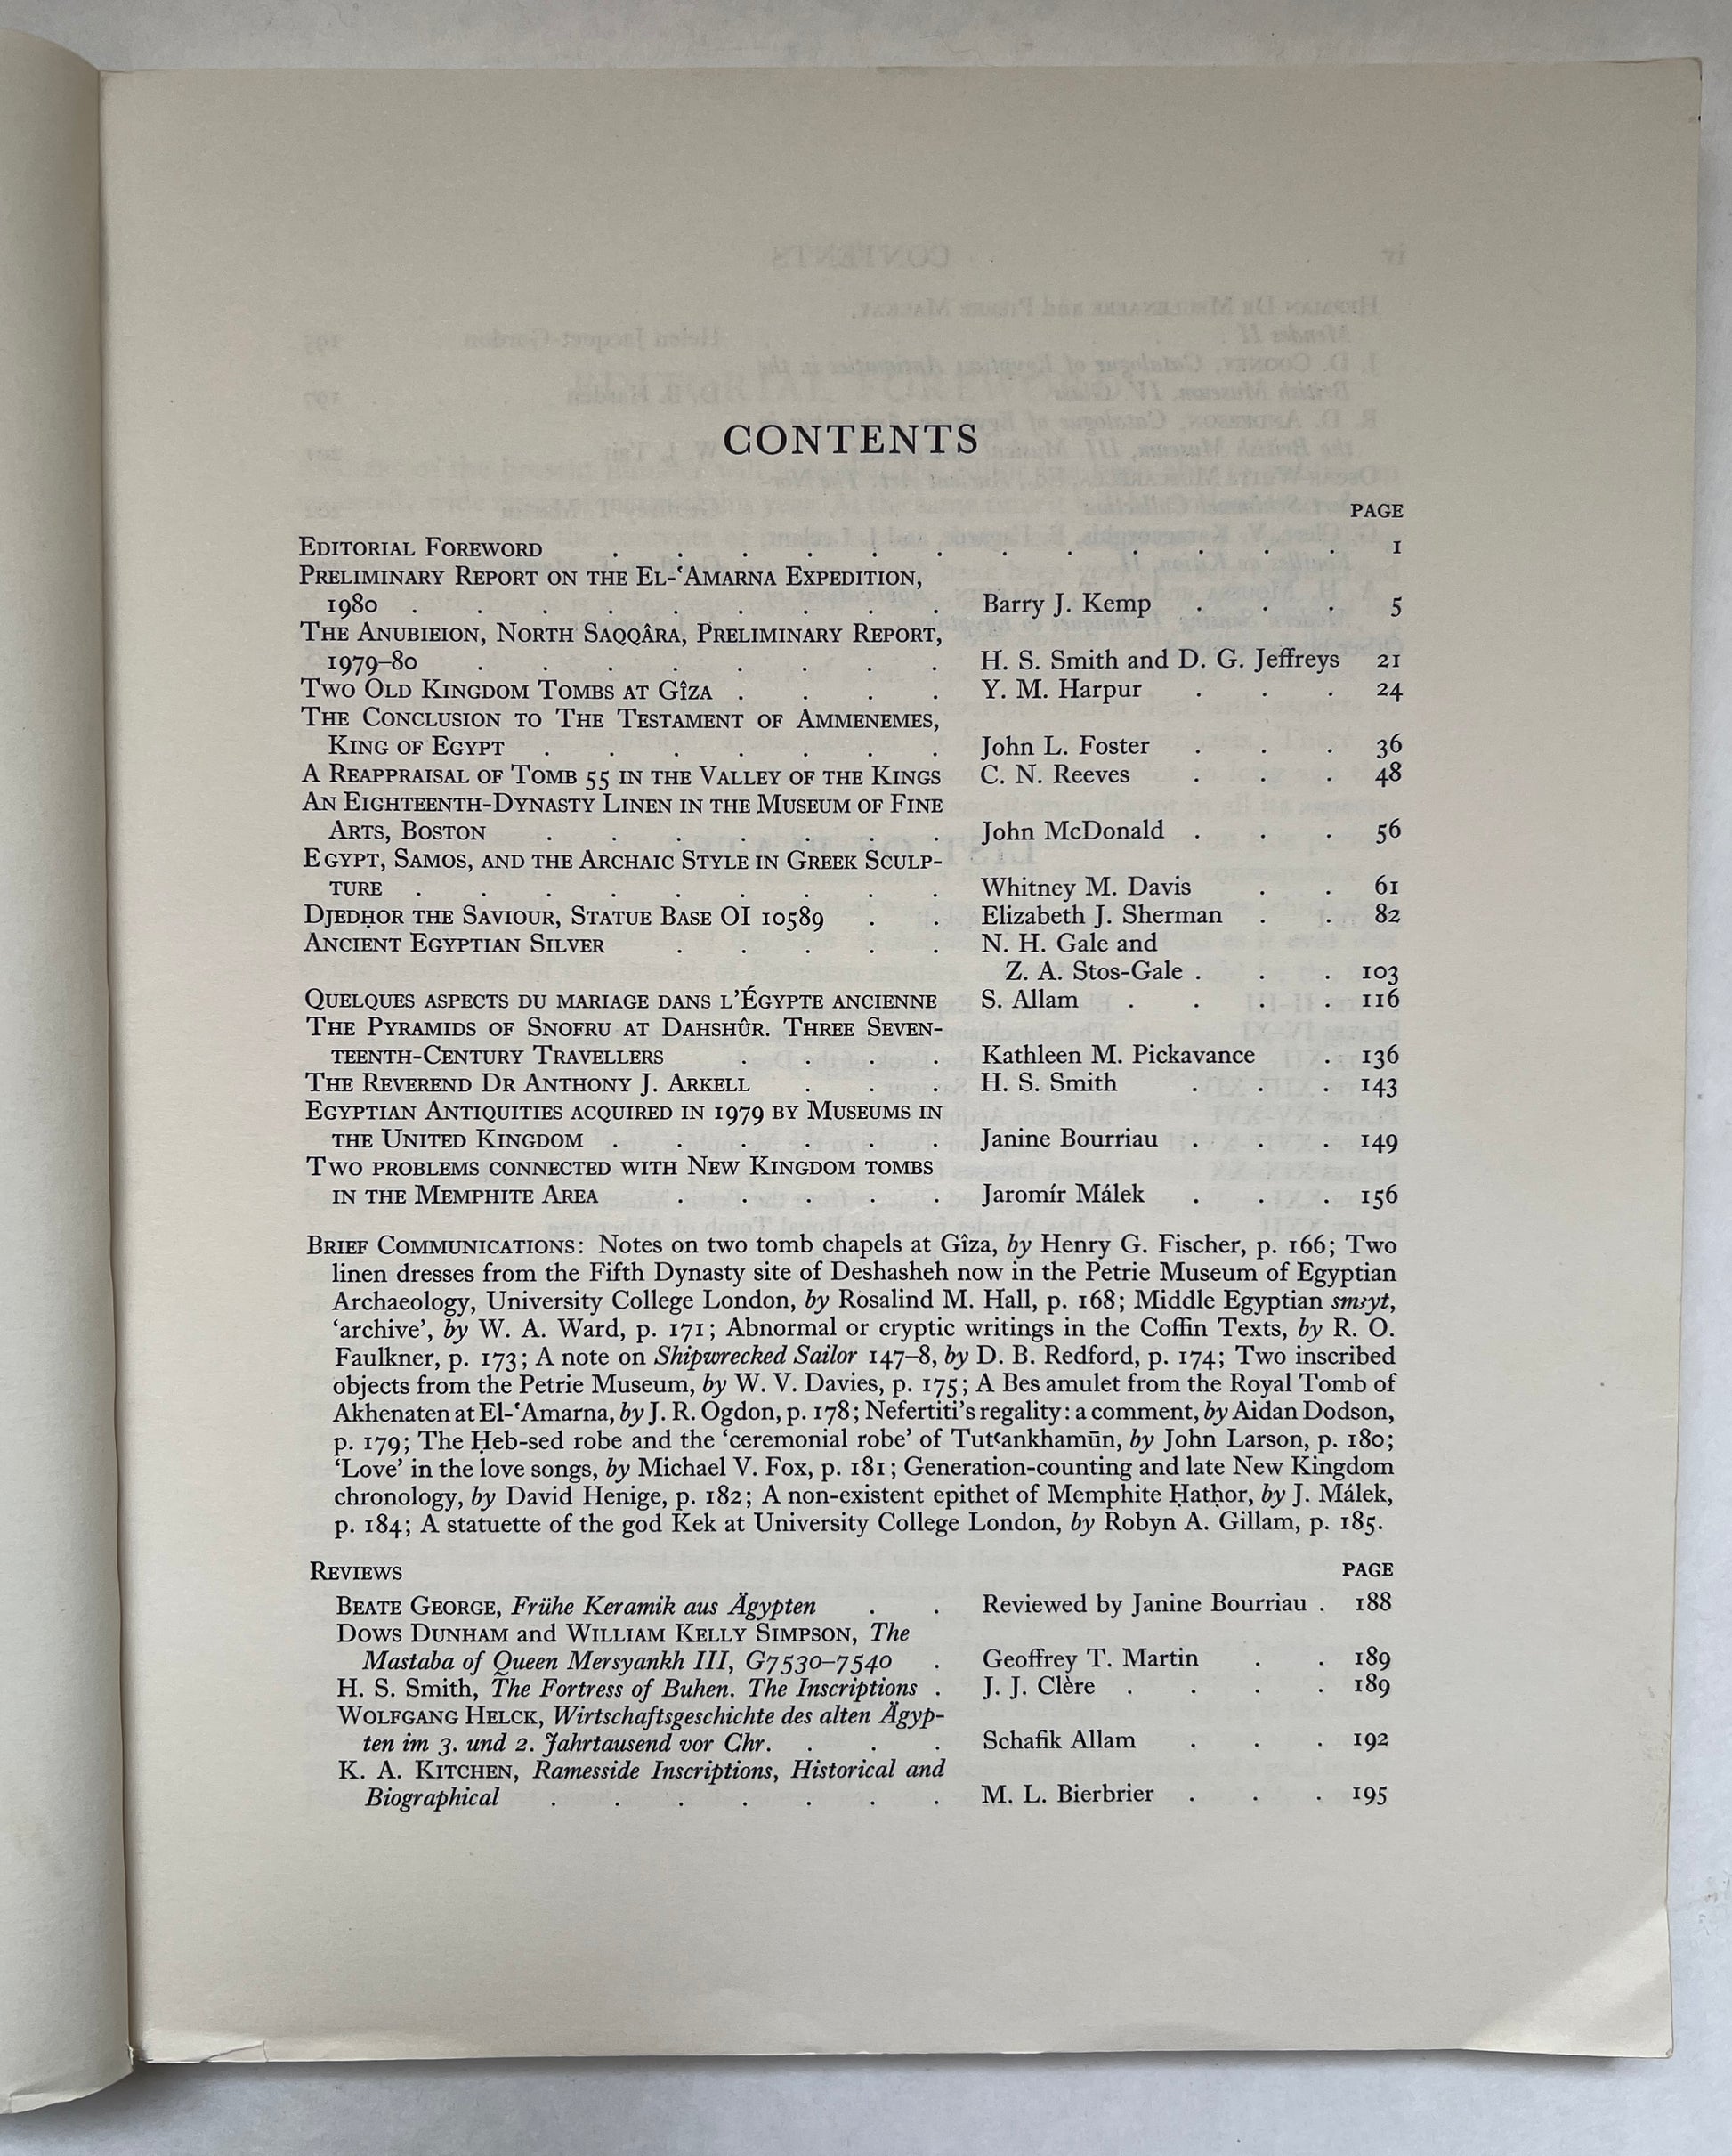 CONTENTS
PAGE
EDITORIAL FOREWORD . . . . . . . . . . . . 1
PRELIMINARY REPORT ON THE EL-ʿAMARNA EXPEDITION,
1980 . . . . . . . . . Barry J. Kemp . . . 5
THE ANUBIEION, NORTH SAQQÂRA, PRELIMINARY REPORT,
1979–80 . . . . . . . . H. S. Smith and D. G. Jeffreys 21
TWO OLD KINGDOM TOMBS AT GÎZA . . . . Y. M. Harpur . . . 24
THE CONCLUSION TO THE TESTAMENT OF AMMENEMES,
KING OF EGYPT . . . . . . . John L. Foster . . . 36
A REAPPRAISAL OF TOMB 55 IN THE VALLEY OF THE KINGS C. N. Reeves . . . 48
AN EIGHTEENTH-DYNASTY LINEN IN THE MUSEUM OF FINE
ARTS, BOSTON . . . . . . . John McDonald . . . 56
EGYPT, SAMOS, AND THE ARCHAIC STYLE IN GREEK SCULP-
TURE . . . . . . . . . Whitney M. Davis . . 61
DJEDḤOR THE SAVIOUR, STATUE BASE OI 10589 . . Elizabeth J. Sherman . . 82
ANCIENT EGYPTIAN SILVER . . . . . N. H. Gale and
Z. A. Stos-Gale . . . 103
QUELQUES ASPECTS DU MARIAGE DANS L'ÉGYPTE ANCIENNE S. Allam . . . . 116
THE PYRAMIDS OF SNOFRU AT DAHSHÛR. THREE SEVEN-
TEENTH-CENTURY TRAVELLERS . . . . Kathleen M. Pickavance . 136
THE REVEREND DR ANTHONY J. ARKELL . . . H. S. Smith . . . 143
EGYPTIAN ANTIQUITIES ACQUIRED IN 1979 BY MUSEUMS IN
THE UNITED KINGDOM . . . . . . Janine Bourriau . . . 149
TWO PROBLEMS CONNECTED WITH NEW KINGDOM TOMBS
IN THE MEMPHITE AREA . . . . . Jaromír Málek . . . 156
BRIEF COMMUNICATIONS: Notes on two tomb chapels at Gîza, by Henry G. Fischer, p. 166; Two
linen dresses from the Fifth Dynasty site of Deshasheh now in the Petrie Museum of Egyptian
Archaeology, University College London, by Rosalind M. Hall, p. 168; Middle Egyptian smꜣyt,
‘archive’, by W. A. Ward, p. 171; Abnormal or cryptic writings in the Coffin Texts, by R. O.
Faulkner, p. 173; A note on Shipwrecked Sailor 147–8, by D. B. Redford, p. 174; Two inscribed
objects from the Petrie Museum, by W. V. Davies, p. 175; A Bes amulet from the Royal Tomb of
Akhenaten at El-ʿAmarna, by J. R. Ogdon, p. 178; Nefertiti's regality: a comment, by Aidan Dodson,
p. 179; The Ḥeb-sed robe and the ‘ceremonial robe’ of Tutʿankhamūn, by John Larson, p. 180;
‘Love’ in the love songs, by Michael V. Fox, p. 181; Generation-counting and late New Kingdom
chronology, by David Henige, p. 182; A non-existent epithet of Memphite Ḥatḥor, by J. Málek,
p. 184; A statuette of the god Kek at University College London, by Robyn A. Gillam, p. 185.
REVIEWS PAGE
BEATE GEORGE, Frühe Keramik aus Ägypten . . Reviewed by Janine Bourriau . 188
DOWS DUNHAM and WILLIAM KELLY SIMPSON, The
Mastaba of Queen Mersyankh III, G7530–7540 . Geoffrey T. Martin . . 189
H. S. Smith, The Fortress of Buhen. The Inscriptions . J. J. Clère . . . . 189
WOLFGANG HELCK, Wirtschaftsgeschichte des alten Ägyp-
ten im 3. und 2. Jahrtausend vor Chr. . . . Schafik Allam . . . 192
K. A. KITCHEN, Ramesside Inscriptions, Historical and
Biographical . . . . . . . M. L. Bierbrier . . . 195